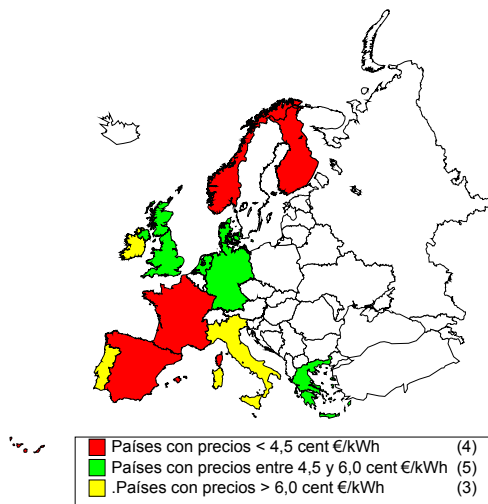 Países con precios < 4,5 cent €/kWh (4)
Países con precios entre 4,5 y 6,0 cent €/kWh (5)
.Países con precios > 6,0 cent €/kWh (3)